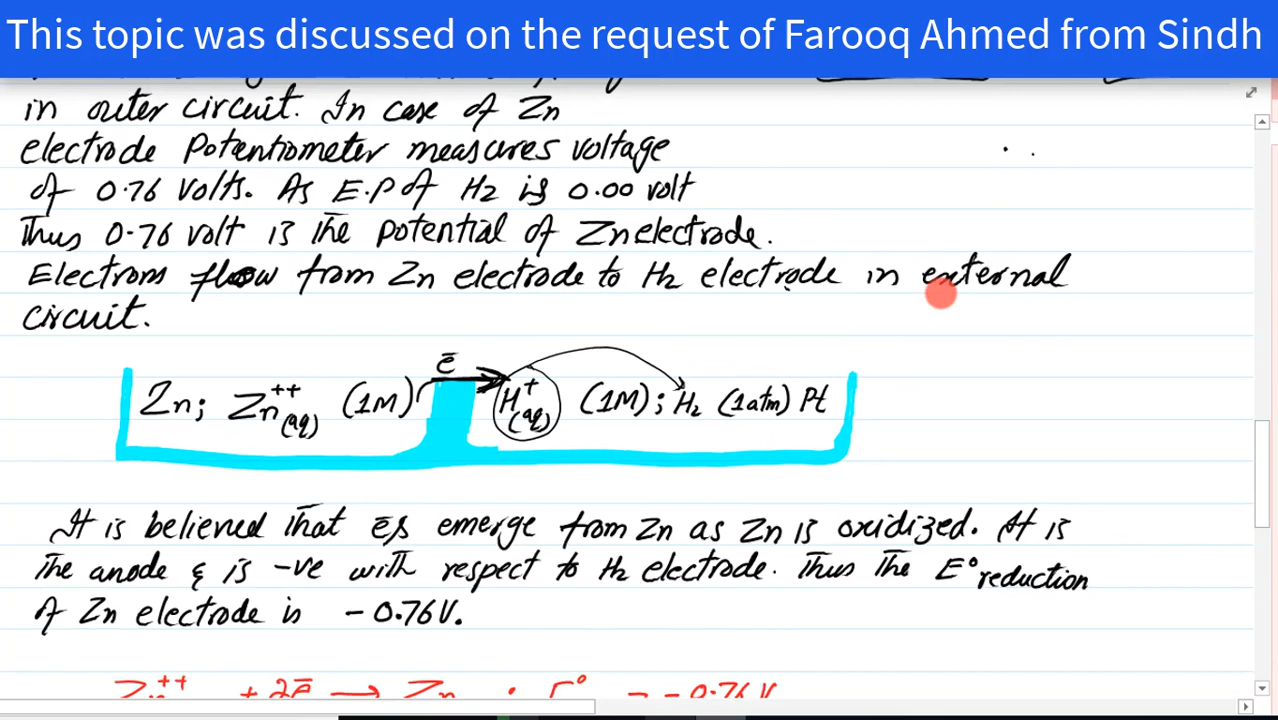 This topic was discussed on the request of Farooq Ahmed from Sindh
in outer circuit. In case of Zn
electrode Potentiometer measures voltage
of 0.76 Volts. As E.P of H2 is 0.00 volt
Thus 0.76 volt is the potential of Zn electrode.
Electrons flow from Zn electrode to H2 electrode in external
circuit.
ē
Zn; Zn++(aq) (1M) H+(aq) (1M); H2 (1atm) Pt
It is believed that ēs emerge from Zn as Zn is oxidized. It is
the anode & is -ve with respect to H2 electrode. Thus the E° reduction
of Zn electrode is - 0.76V.
Zn++ + 2ē → Zn ; E° = -0.76 V